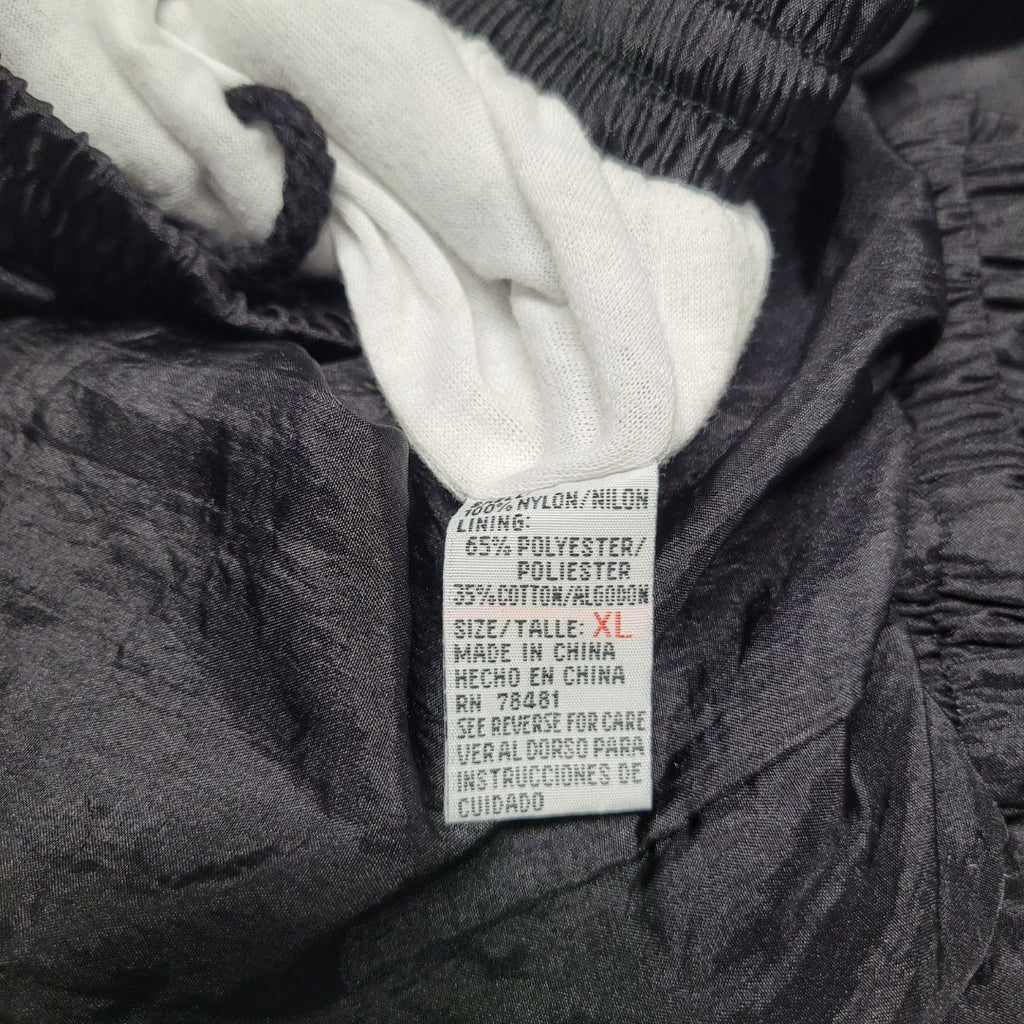 100% NYLON/NILON
LINING:
65% POLYESTER/
POLIESTER
35% COTTON/ALGODON
SIZE/TALLE: XL
MADE IN CHINA
HECHO EN CHINA
RN 78481
SEE REVERSE FOR CARE
VER AL DORSO PARA
INSTRUCCIONES DE
CUIDADO